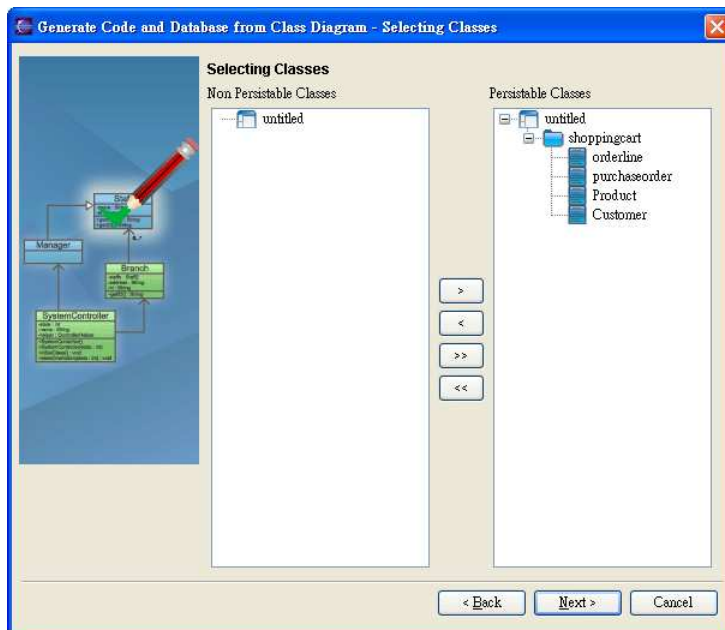 Generate Code and Database from Class Diagram - Selecting Classes
Selecting Classes
Non Persistable Classes
Persistable Classes
untitled
untitled
shoppingcart
orderline
purchaseorder
Product
Customer
Manager
Branch
SystemController
>
<
>>
<<
< Back
Next >
Cancel